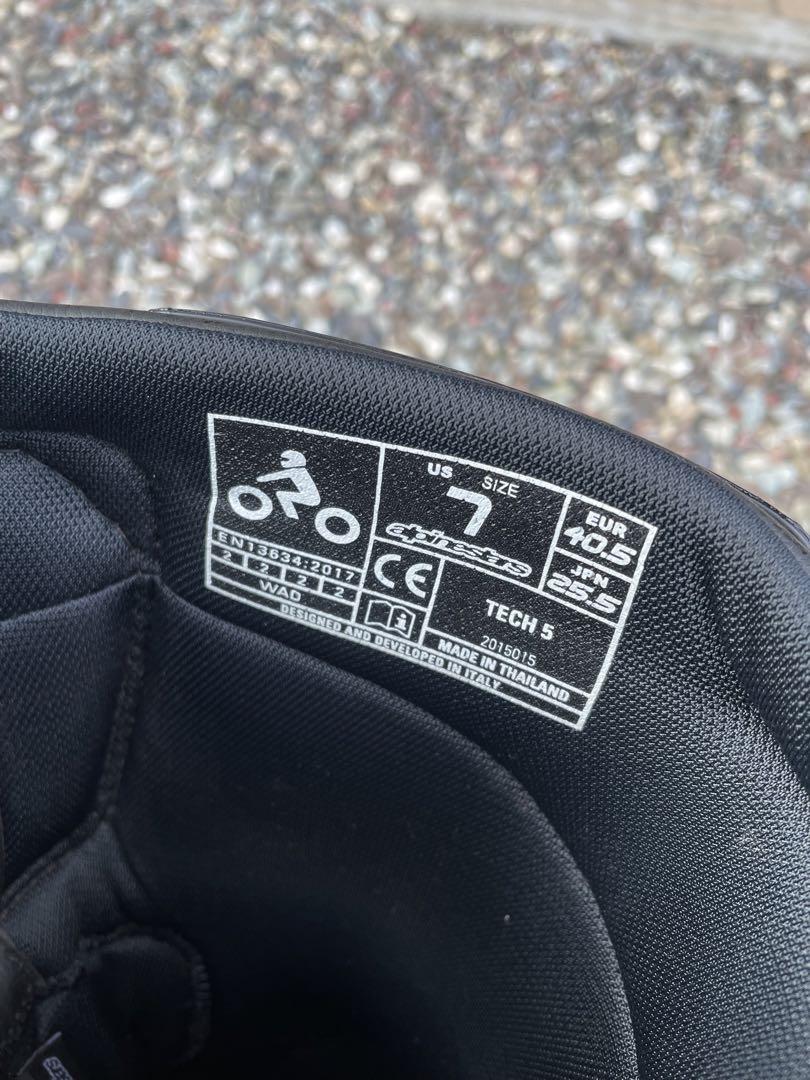 US SIZE
7
alpinestars
EUR
40.5
JPN
25.5
EN13634:2017
2 2 2 2
WAD
CE
i
TECH 5
2015015
DESIGNED AND DEVELOPED IN ITALY
MADE IN THAILAND